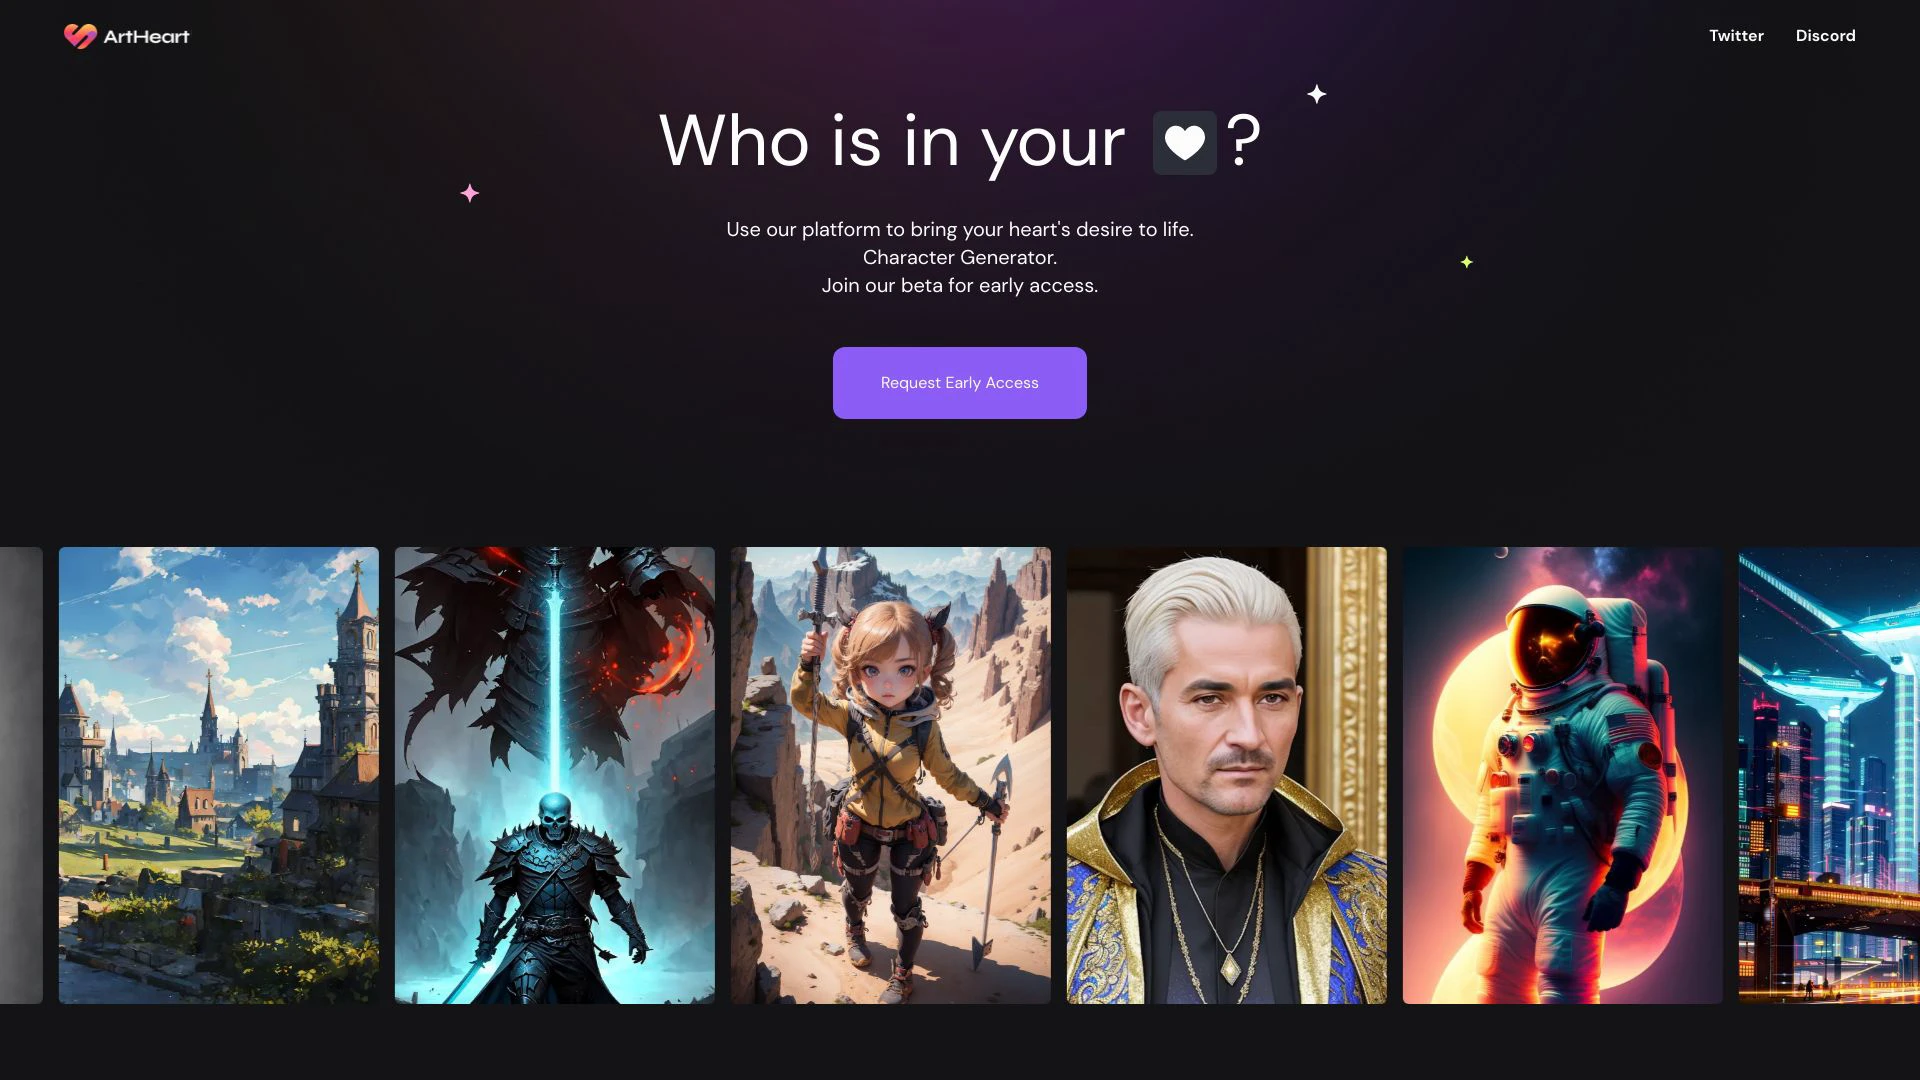 ArtHeart
Twitter
Discord
Who is in your ?
Use our platform to bring your heart's desire to life.
Character Generator.
Join our beta for early access.
Request Early Access